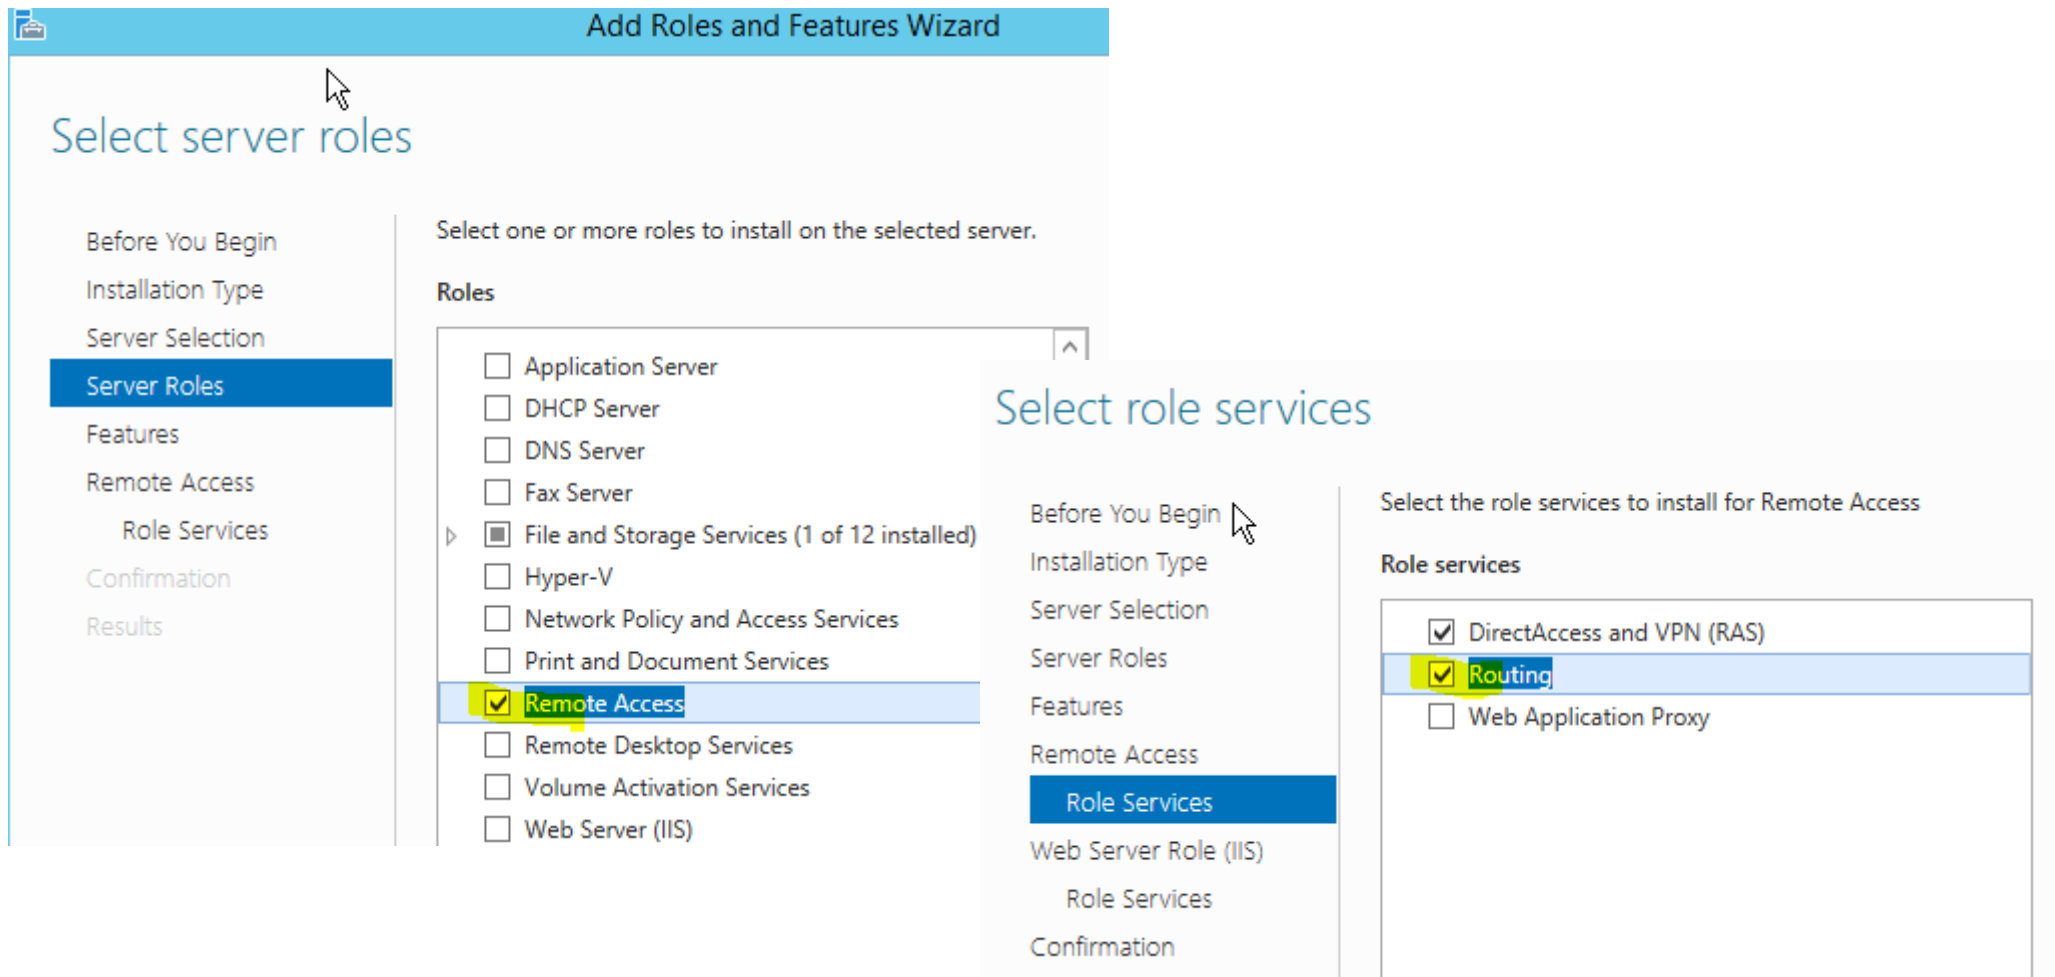 Add Roles and Features Wizard
Select server roles
Before You Begin
Installation Type
Server Selection
Server Roles
Features
Remote Access
Role Services
Confirmation
Results
Select one or more roles to install on the selected server.
Roles
Application Server
DHCP Server
DNS Server
Fax Server
File and Storage Services (1 of 12 installed)
Hyper-V
Network Policy and Access Services
Print and Document Services
Remote Access
Remote Desktop Services
Volume Activation Services
Web Server (IIS)
Select role services
Before You Begin
Installation Type
Server Selection
Server Roles
Features
Remote Access
Role Services
Web Server Role (IIS)
Role Services
Confirmation
Select the role services to install for Remote Access
Role services
DirectAccess and VPN (RAS)
Routing
Web Application Proxy